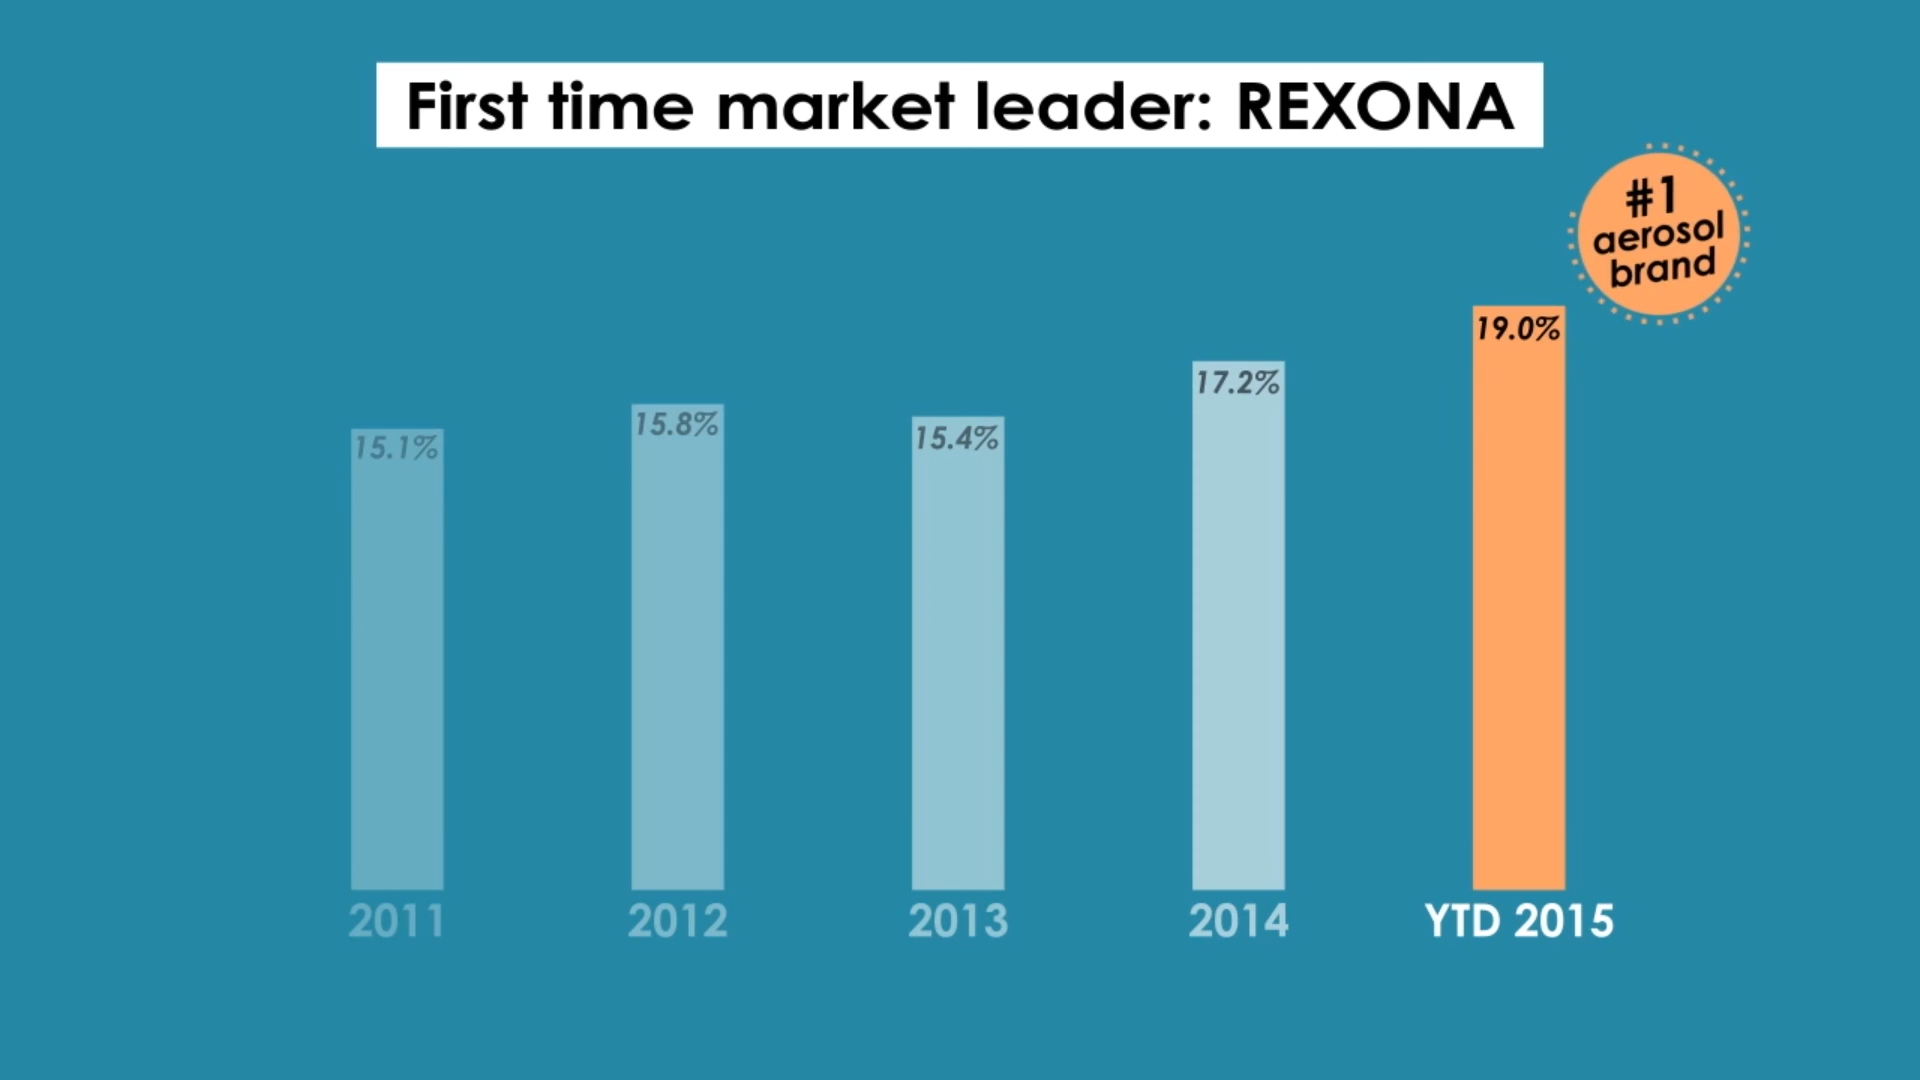 First time market leader: REXONA
#1
aerosol
brand
15.1%
15.8%
15.4%
17.2%
19.0%
2011
2012
2013
2014
YTD 2015